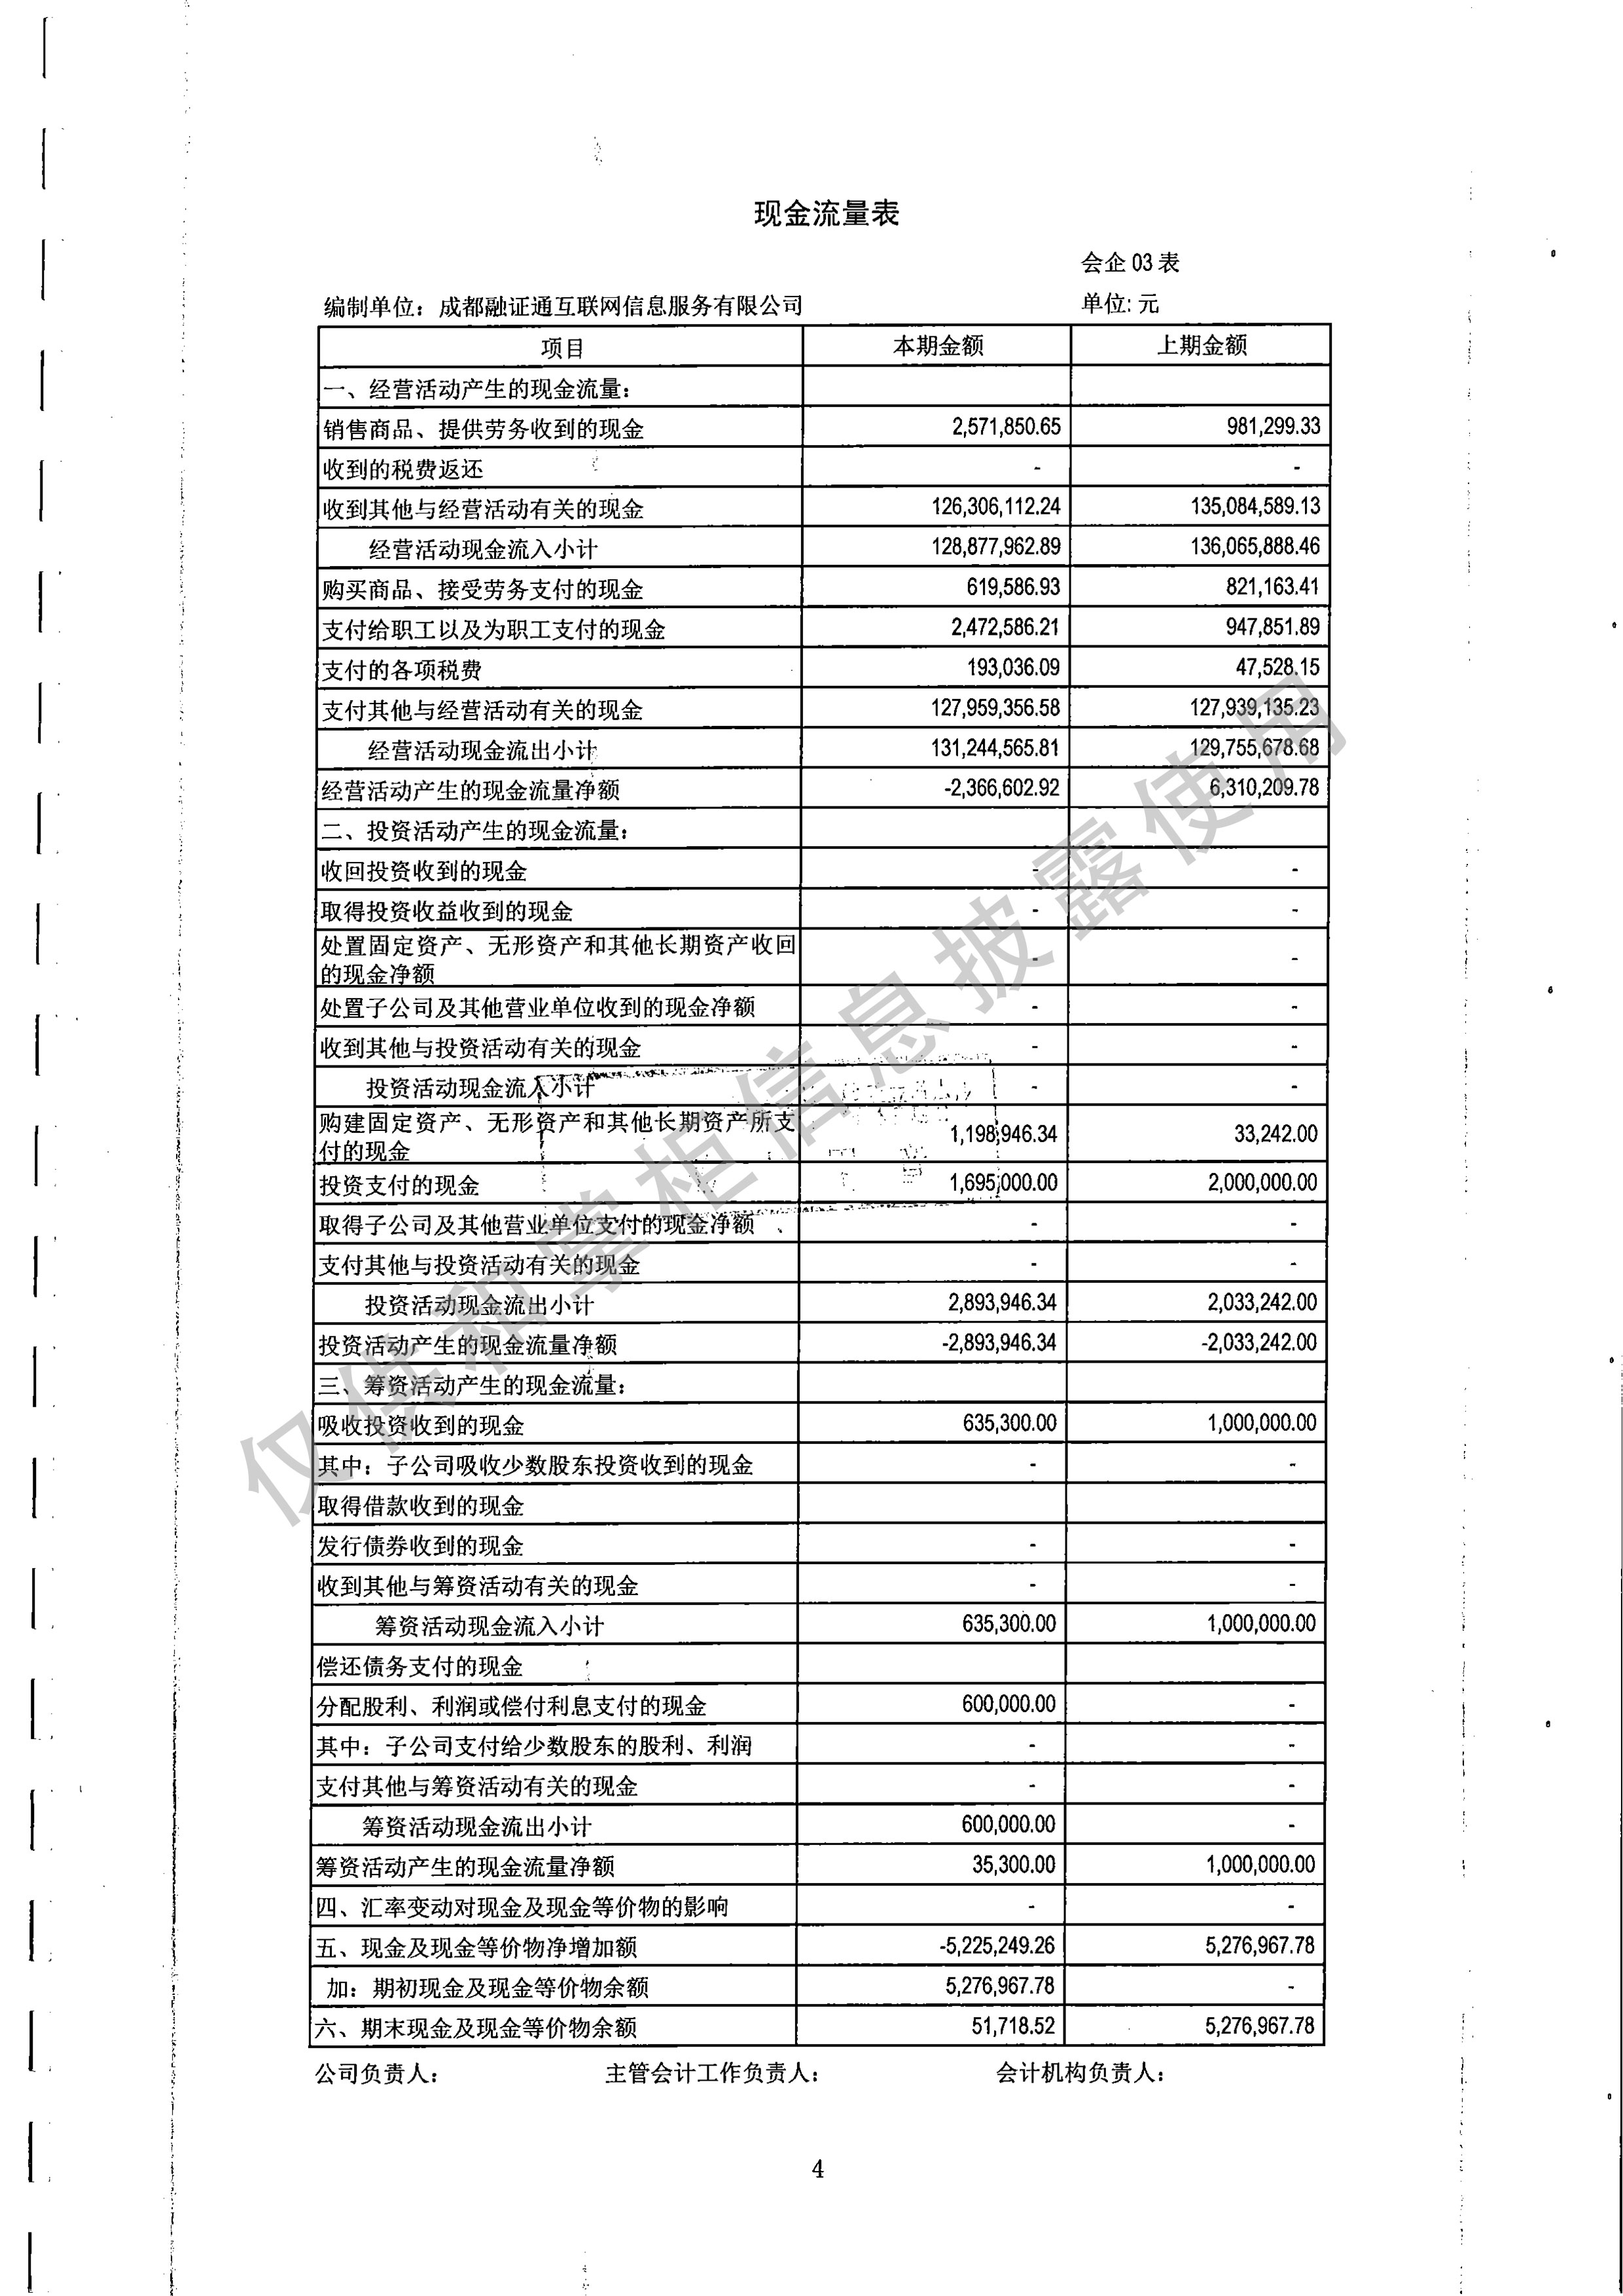 现金流量表
会企 03 表
编制单位：成都融证通互联网信息服务有限公司 单位: 元
项目 本期金额 上期金额
一、经营活动产生的现金流量：
销售商品、提供劳务收到的现金 2,571,850.65 981,299.33
收到的税费返还 - -
收到其他与经营活动有关的现金 126,306,112.24 135,084,589.13
经营活动现金流入小计 128,877,962.89 136,065,888.46
购买商品、接受劳务支付的现金 619,586.93 821,163.41
支付给职工以及为职工支付的现金 2,472,586.21 947,851.89
支付的各项税费 193,036.09 47,528.15
支付其他与经营活动有关的现金 127,959,356.58 127,939,135.23
经营活动现金流出小计 131,244,565.81 129,755,678.68
经营活动产生的现金流量净额 -2,366,602.92 6,310,209.78
二、投资活动产生的现金流量：
收回投资收到的现金 - -
取得投资收益收到的现金 - -
处置固定资产、无形资产和其他长期资产收回
的现金净额 - -
处置子公司及其他营业单位收到的现金净额 - -
收到其他与投资活动有关的现金 - -
投资活动现金流入小计 - -
购建固定资产、无形资产和其他长期资产所支
付的现金 1,198,946.34 33,242.00
投资支付的现金 1,695,000.00 2,000,000.00
取得子公司及其他营业单位支付的现金净额 - -
支付其他与投资活动有关的现金 - -
投资活动现金流出小计 2,893,946.34 2,033,242.00
投资活动产生的现金流量净额 -2,893,946.34 -2,033,242.00
三、筹资活动产生的现金流量：
吸收投资收到的现金 635,300.00 1,000,000.00
其中：子公司吸收少数股东投资收到的现金 - -
取得借款收到的现金
发行债券收到的现金 - -
收到其他与筹资活动有关的现金 - -
筹资活动现金流入小计 635,300.00 1,000,000.00
偿还债务支付的现金
分配股利、利润或偿付利息支付的现金 600,000.00 -
其中：子公司支付给少数股东的股利、利润 - -
支付其他与筹资活动有关的现金 - -
筹资活动现金流出小计 600,000.00 -
筹资活动产生的现金流量净额 35,300.00 1,000,000.00
四、汇率变动对现金及现金等价物的影响 - -
五、现金及现金等价物净增加额 -5,225,249.26 5,276,967.78
加：期初现金及现金等价物余额 5,276,967.78 -
六、期末现金及现金等价物余额 51,718.52 5,276,967.78
公司负责人： 主管会计工作负责人： 会计机构负责人：
4
仅供和掌柜信息披露使用